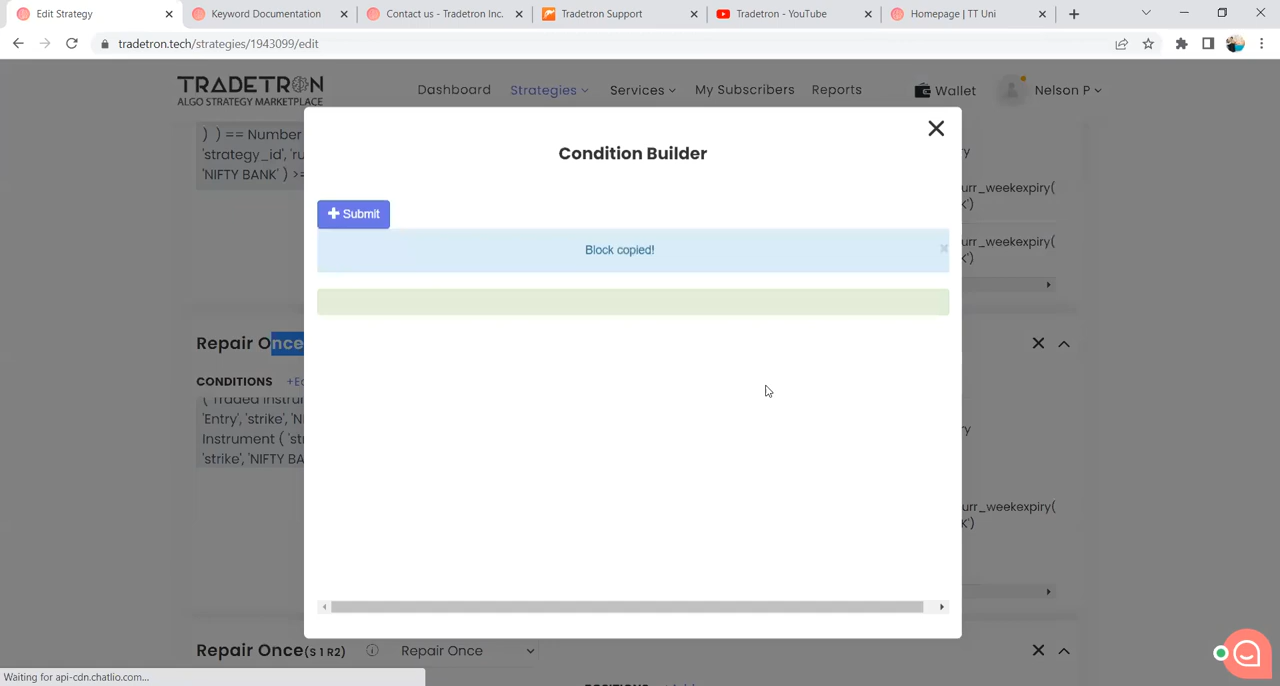 Edit Strategy
Keyword Documentation
Contact us - Tradetron Inc.
Tradetron Support
Tradetron - YouTube
Homepage | TT Uni
tradetron.tech/strategies/1943099/edit
TRADETRON
ALGO STRATEGY MARKETPLACE
Dashboard
Strategies
Services
My Subscribers
Reports
Wallet
Nelson P
Condition Builder
) ) == Number
'strategy_id', 'ru
'NIFTY BANK' ) >=
urr_weekexpiry(
K')
urr_weekexpiry(
K')
+ Submit
Block copied!
Repair Once
CONDITIONS
( Traded Instru
'Entry', 'strike', 'N
Instrument ( 'str
'strike', 'NIFTY BA
ry
urr_weekexpiry(
K')
Repair Once(S 1 R2)
Repair Once
Waiting for api-cdn.chatlio.com...